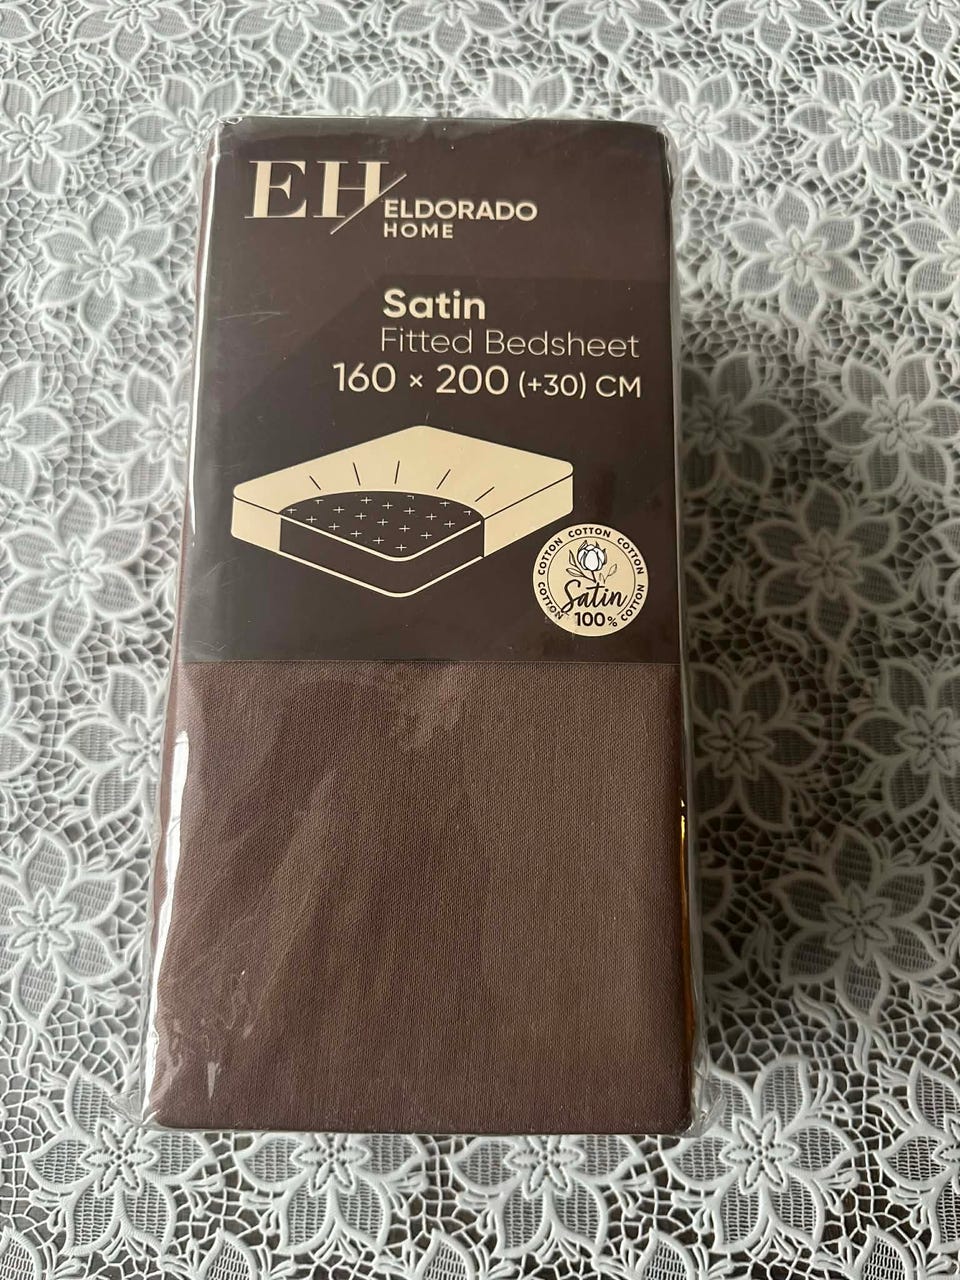 EH
ELDORADO
HOME
Satin
Fitted Bedsheet
160 × 200 (+30) CM
COTTON COTTON COTTON COTTON COTTON
Satin
100%